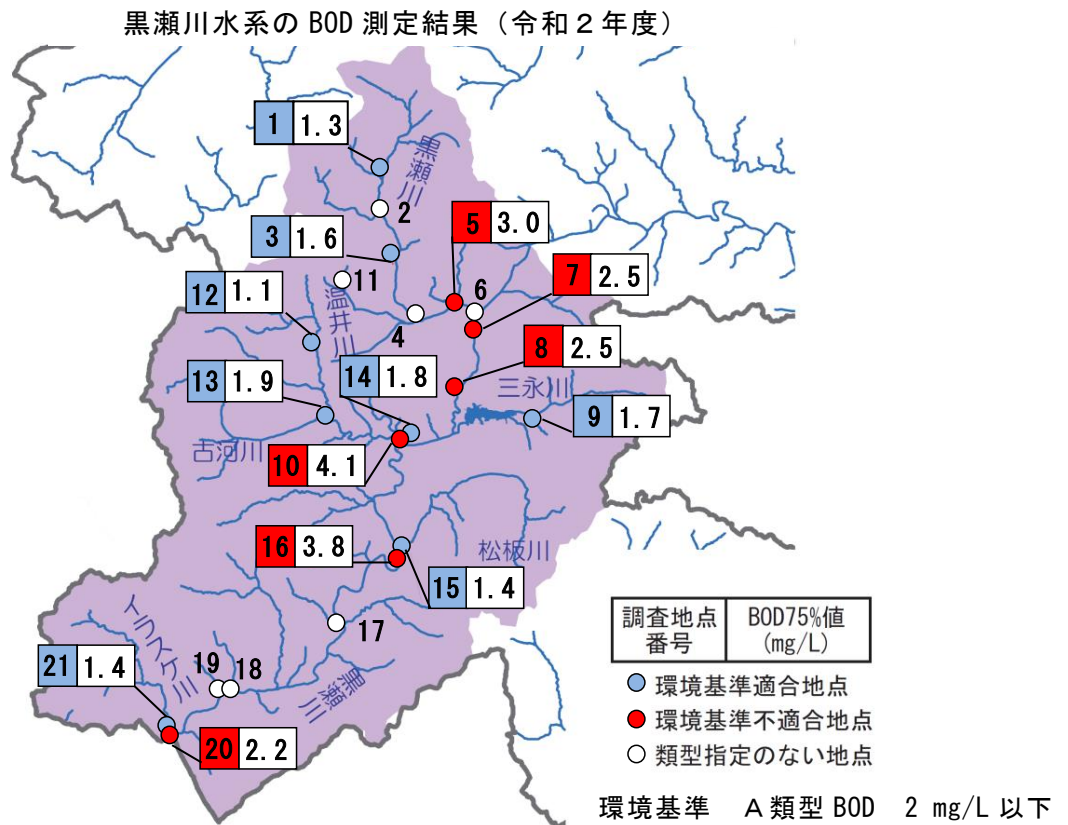 黒瀬川水系の BOD 測定結果（令和２年度）
1 1.3
黒瀬川
2
5 3.0
3 1.6
11
6
7 2.5
12 1.1
温井川
4
8 2.5
13 1.9
14 1.8
三永川
9 1.7
古河川
10 4.1
16 3.8
松板川
15 1.4
17
イラスケ川
21 1.4
19 18
黒瀬川
20 2.2
調査地点番号 BOD75%値(mg/L)
環境基準適合地点
環境基準不適合地点
類型指定のない地点
環境基準 Ａ類型 BOD 2 mg/L 以下